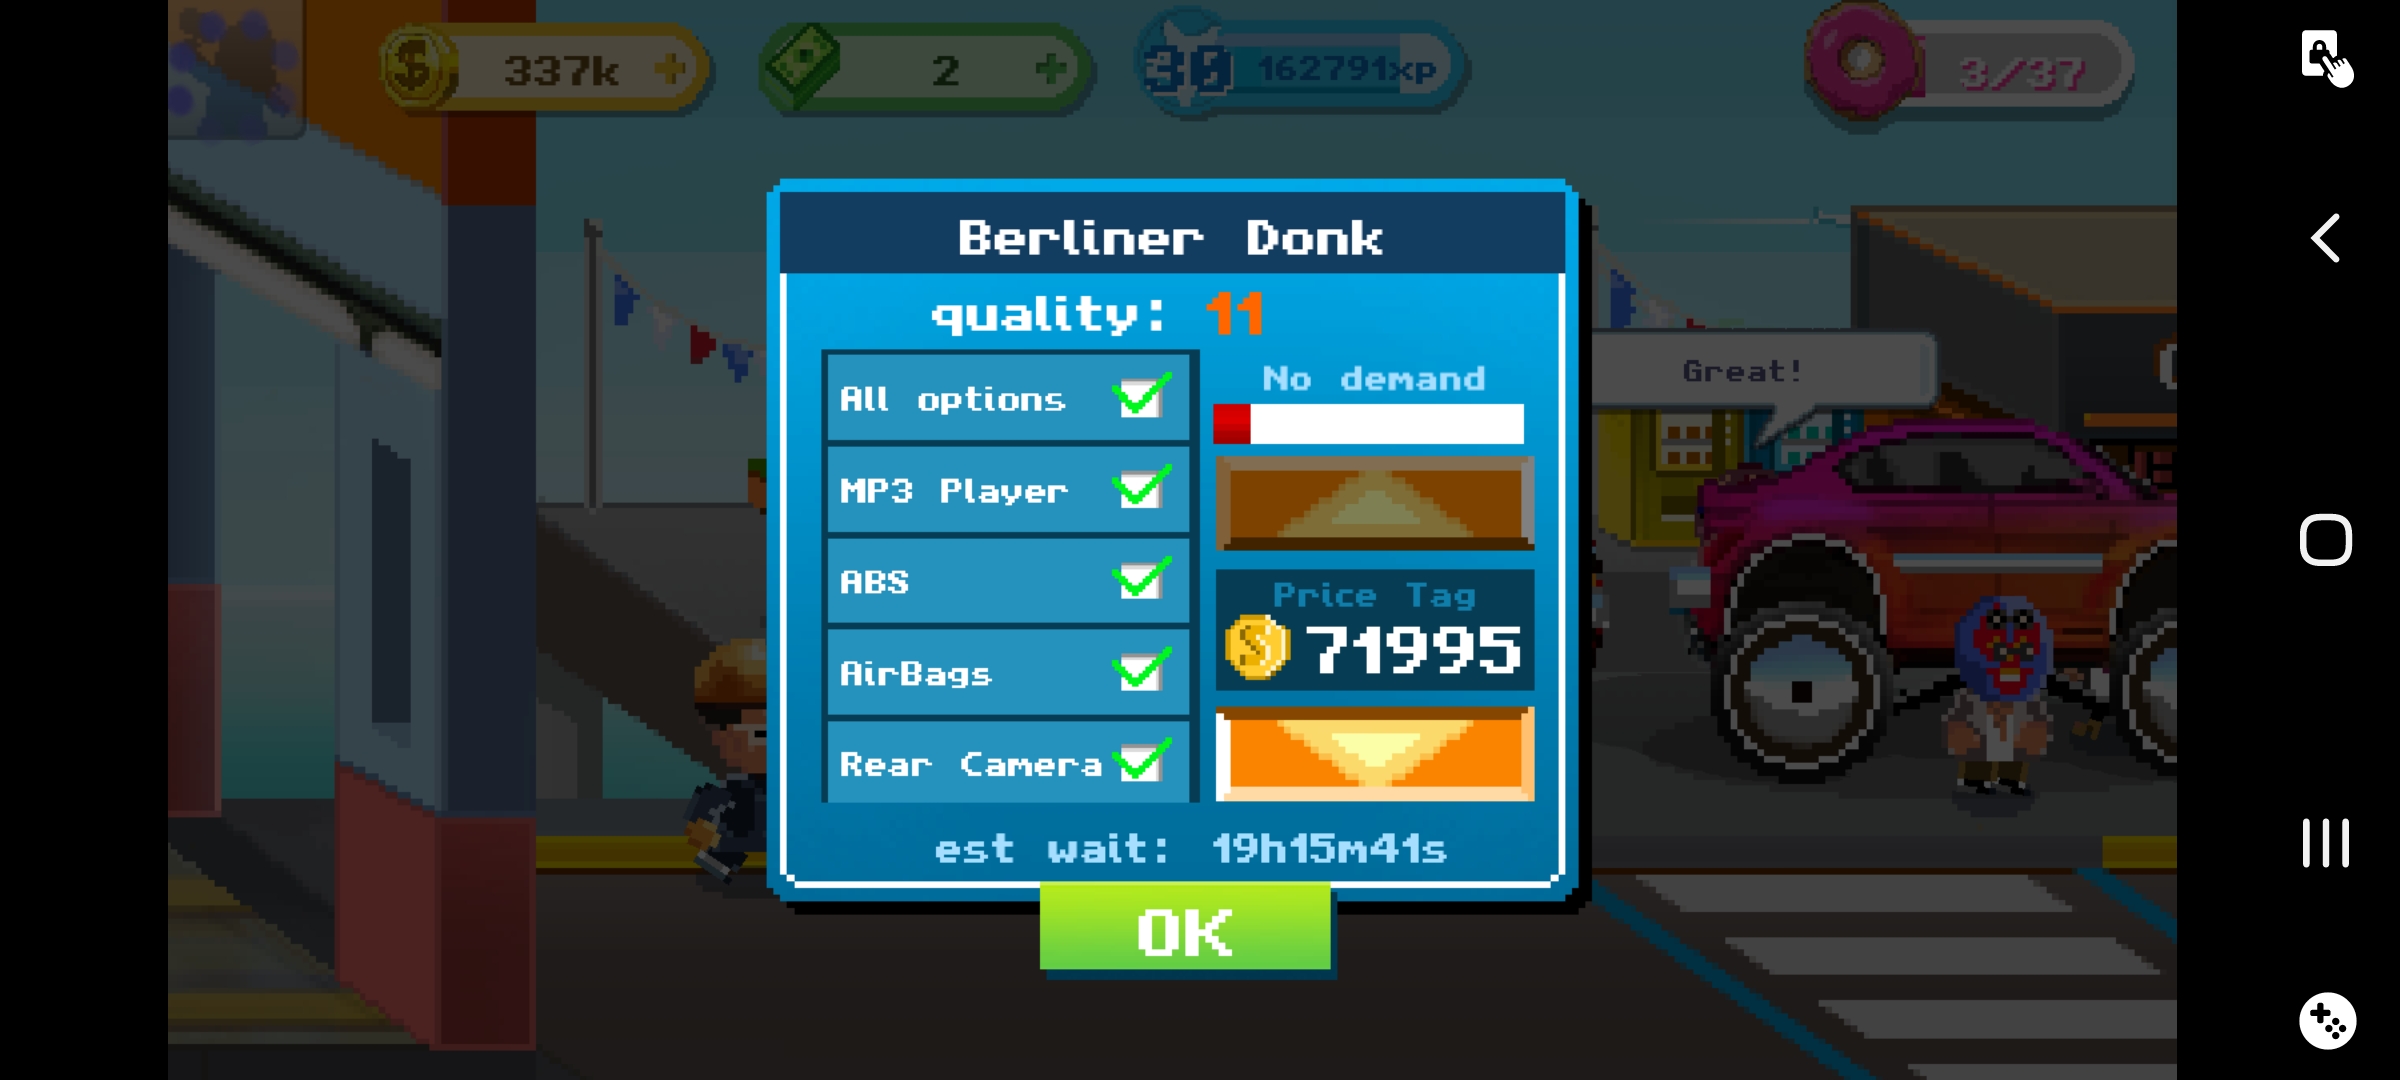 337k
2
30
162791xp
3/37
Berliner Donk
quality: 11
All options
MP3 Player
ABS
AirBags
Rear Camera
No demand
Price Tag
71995
est wait: 19h15m41s
OK
Great!